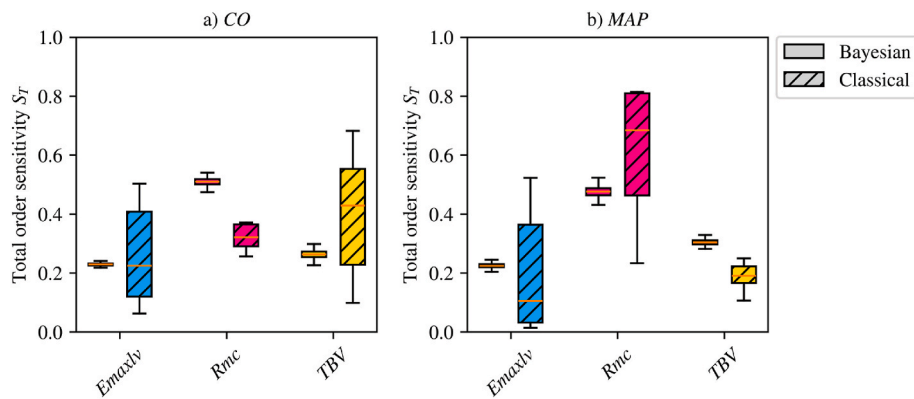 a) CO
b) MAP
Bayesian
Classical
Total order sensitivity S_T
1.0
0.8
0.6
0.4
0.2
0.0
Emaxlv
Rmc
TBV
Total order sensitivity S_T
1.0
0.8
0.6
0.4
0.2
0.0
Emaxlv
Rmc
TBV